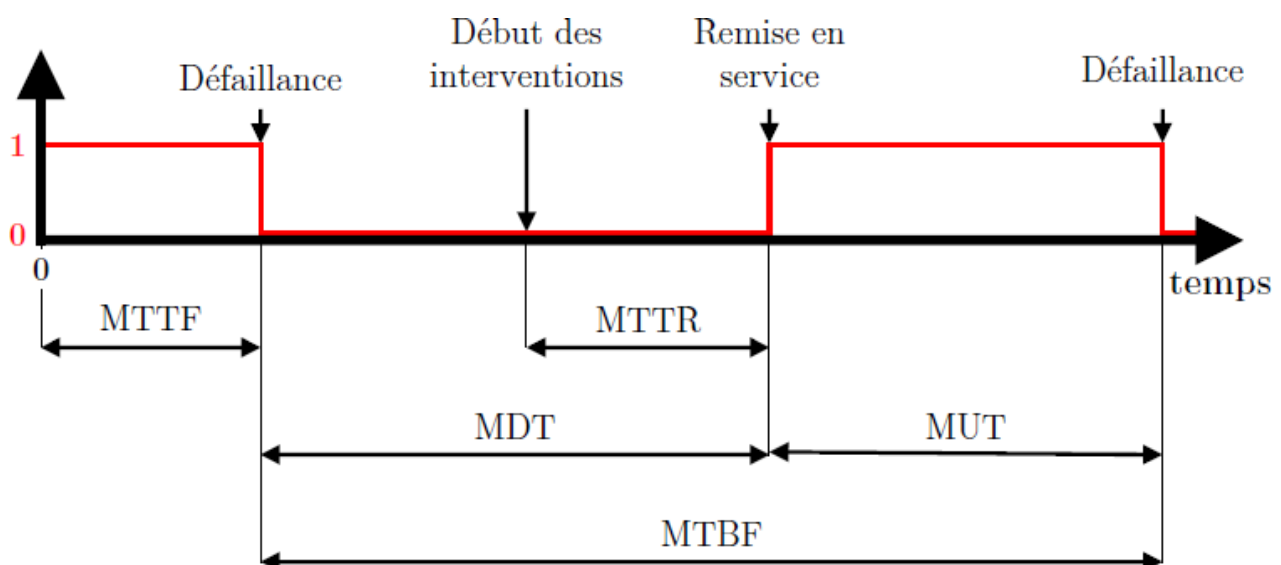 Défaillance
Début des
interventions
Remise en
service
Défaillance
1
0
0
temps
MTTF
MTTR
MDT
MUT
MTBF